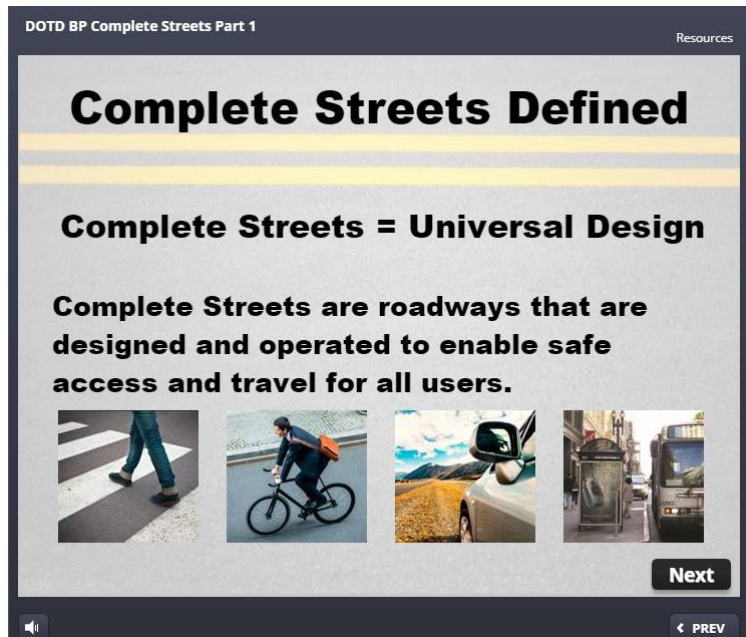 DOTD BP Complete Streets Part 1
Resources
Complete Streets Defined
Complete Streets = Universal Design
Complete Streets are roadways that are
designed and operated to enable safe
access and travel for all users.
Next
PREV